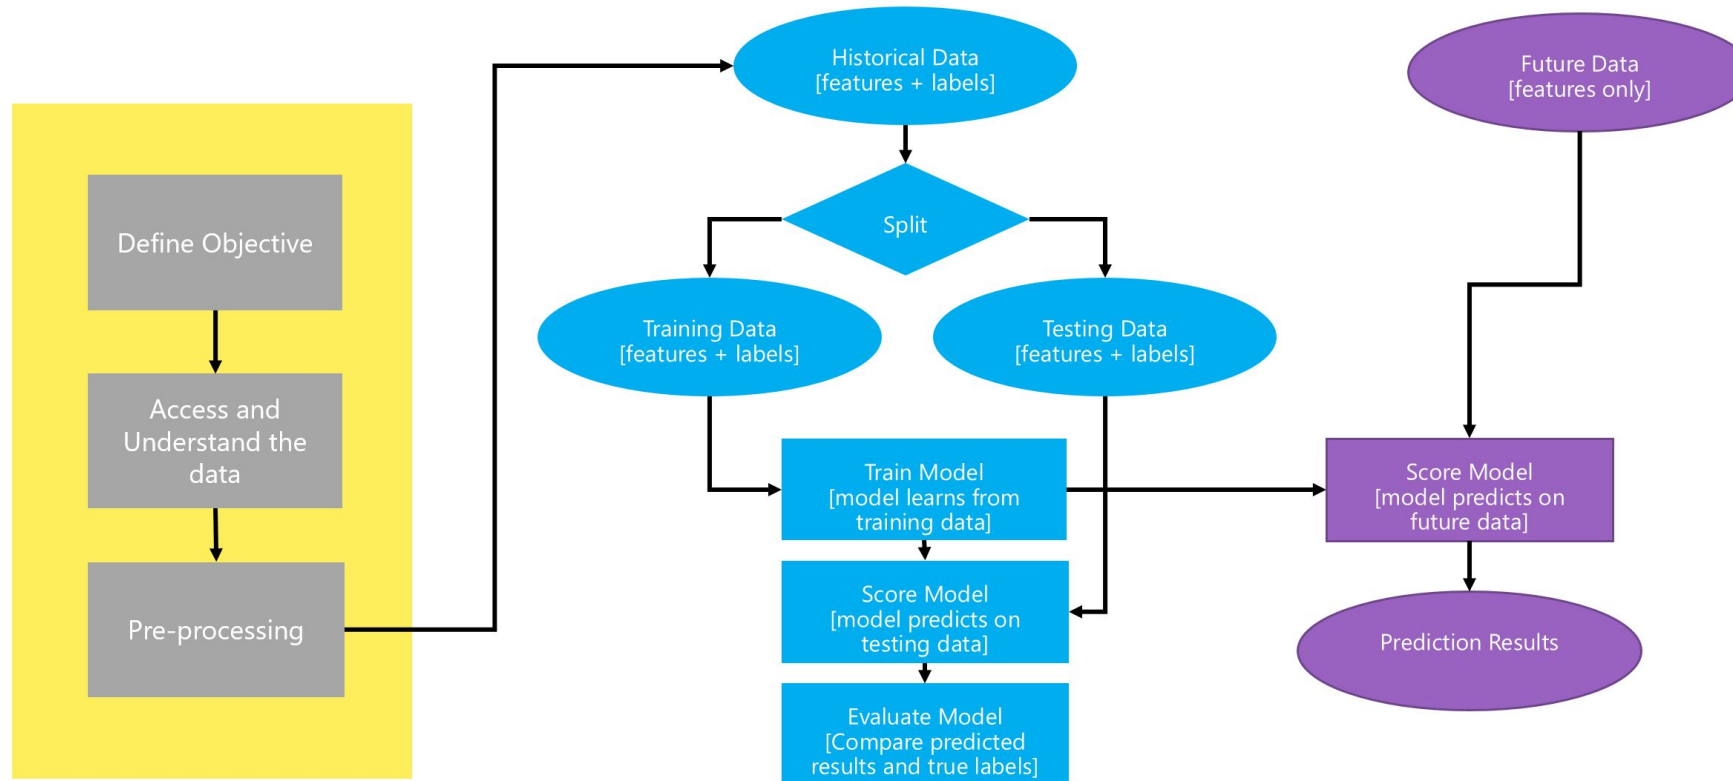 Define Objective
Access and
Understand the
data
Pre-processing
Historical Data
[features + labels]
Split
Training Data
[features + labels]
Testing Data
[features + labels]
Train Model
[model learns from
training data]
Score Model
[model predicts on
testing data]
Evaluate Model
[Compare predicted
results and true labels]
Future Data
[features only]
Score Model
[model predicts on
future data]
Prediction Results